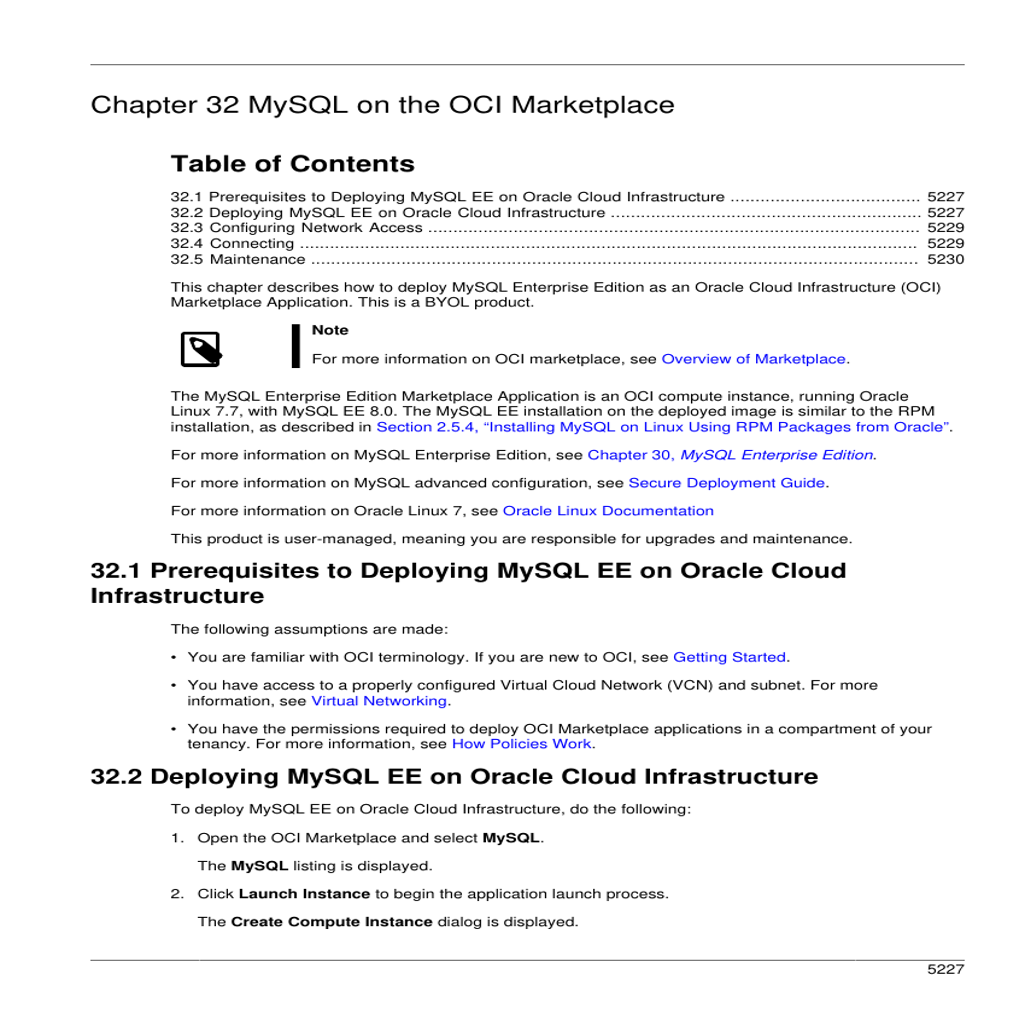 Chapter 32 MySQL on the OCI Marketplace
Table of Contents
32.1 Prerequisites to Deploying MySQL EE on Oracle Cloud Infrastructure ...................................... 5227
32.2 Deploying MySQL EE on Oracle Cloud Infrastructure .............................................................. 5227
32.3 Configuring Network Access .................................................................................................. 5229
32.4 Connecting ........................................................................................................................... 5229
32.5 Maintenance ......................................................................................................................... 5230
This chapter describes how to deploy MySQL Enterprise Edition as an Oracle Cloud Infrastructure (OCI)
Marketplace Application. This is a BYOL product.
Note
For more information on OCI marketplace, see Overview of Marketplace.
The MySQL Enterprise Edition Marketplace Application is an OCI compute instance, running Oracle
Linux 7.7, with MySQL EE 8.0. The MySQL EE installation on the deployed image is similar to the RPM
installation, as described in Section 2.5.4, “Installing MySQL on Linux Using RPM Packages from Oracle”.
For more information on MySQL Enterprise Edition, see Chapter 30, MySQL Enterprise Edition.
For more information on MySQL advanced configuration, see Secure Deployment Guide.
For more information on Oracle Linux 7, see Oracle Linux Documentation
This product is user-managed, meaning you are responsible for upgrades and maintenance.
32.1 Prerequisites to Deploying MySQL EE on Oracle Cloud
Infrastructure
The following assumptions are made:
• You are familiar with OCI terminology. If you are new to OCI, see Getting Started.
• You have access to a properly configured Virtual Cloud Network (VCN) and subnet. For more
information, see Virtual Networking.
• You have the permissions required to deploy OCI Marketplace applications in a compartment of your
tenancy. For more information, see How Policies Work.
32.2 Deploying MySQL EE on Oracle Cloud Infrastructure
To deploy MySQL EE on Oracle Cloud Infrastructure, do the following:
1. Open the OCI Marketplace and select MySQL.
The MySQL listing is displayed.
2. Click Launch Instance to begin the application launch process.
The Create Compute Instance dialog is displayed.
5227